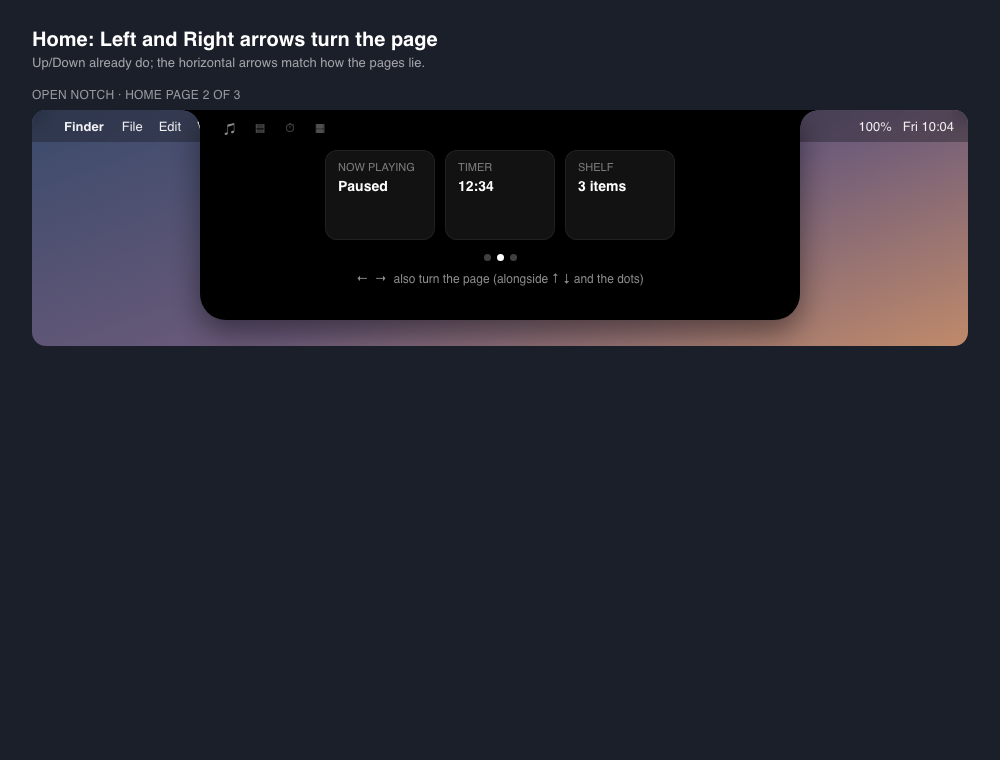 Home: Left and Right arrows turn the page
Up/Down already do; the horizontal arrows match how the pages lie.
OPEN NOTCH · HOME PAGE 2 OF 3
Finder File Edit
100% Fri 10:04
NOW PLAYING
Paused
TIMER
12:34
SHELF
3 items
← → also turn the page (alongside ↑ ↓ and the dots)